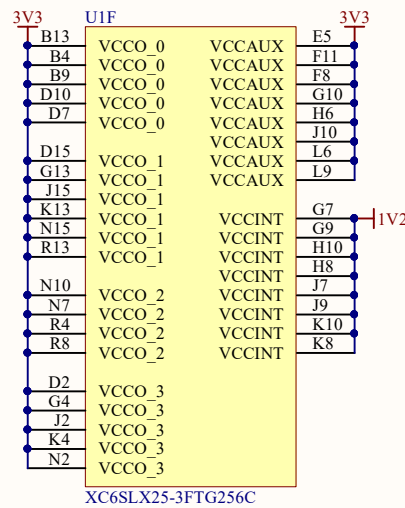 3V3 U1F 3V3
B13 VCCO_0 VCCAUX E5
B4 VCCO_0 VCCAUX F11
B9 VCCO_0 VCCAUX F8
D10 VCCO_0 VCCAUX G10
D7 VCCO_0 VCCAUX H6
VCCAUX J10
D15 VCCO_1 VCCAUX L6
G13 VCCO_1 VCCAUX L9
J15 VCCO_1
K13 VCCO_1 VCCINT G7 1V2
N15 VCCO_1 VCCINT G9
R13 VCCO_1 VCCINT H10
VCCINT H8
N10 VCCO_2 VCCINT J7
N7 VCCO_2 VCCINT J9
R4 VCCO_2 VCCINT K10
R8 VCCO_2 VCCINT K8
D2 VCCO_3
G4 VCCO_3
J2 VCCO_3
K4 VCCO_3
N2 VCCO_3
XC6SLX25-3FTG256C